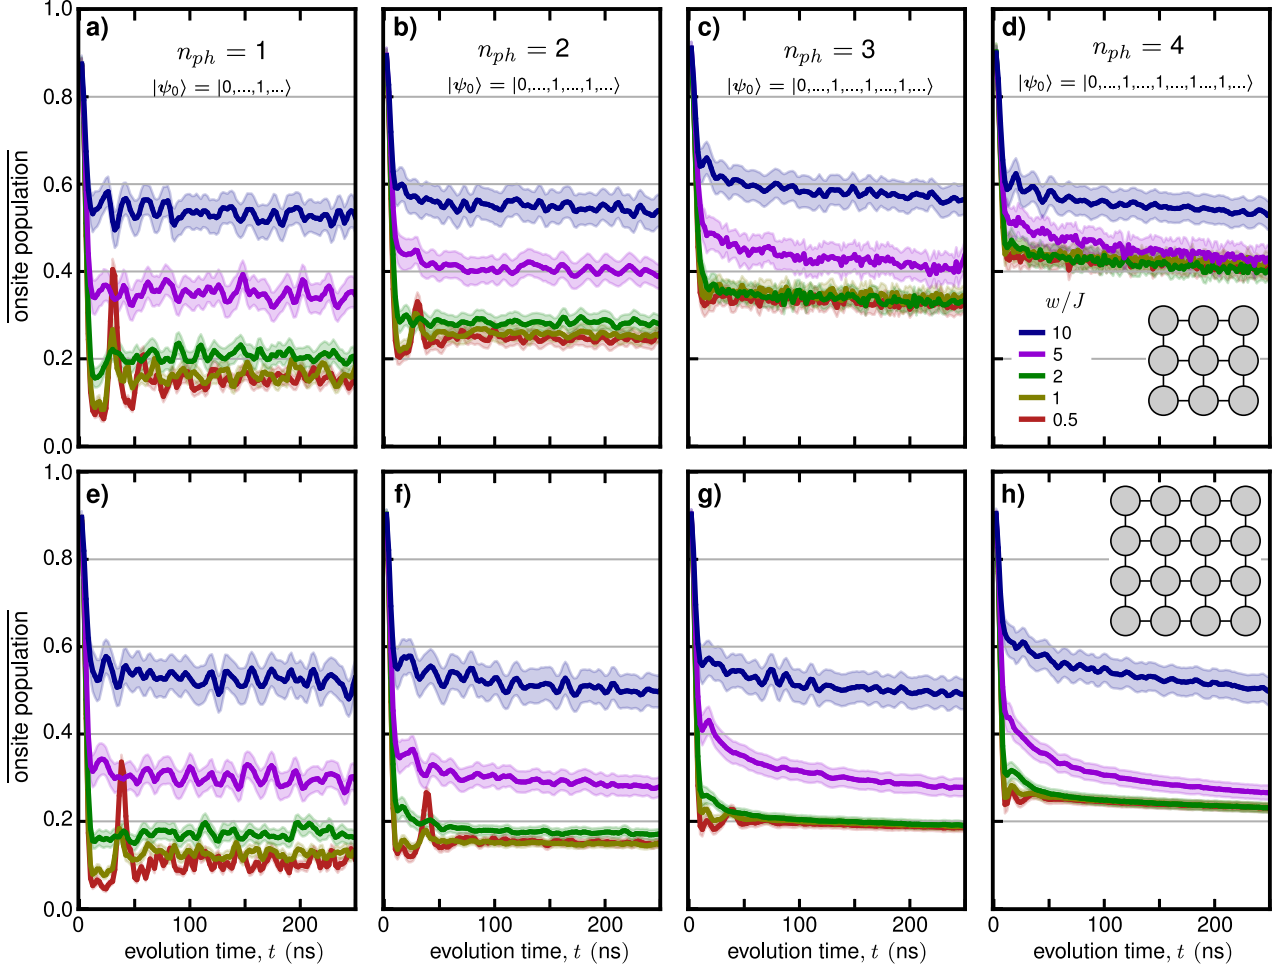 a)
n_ph = 1
|ψ₀⟩ = |0,...,1,...⟩
b)
n_ph = 2
|ψ₀⟩ = |0,...,1,...,1,...⟩
c)
n_ph = 3
|ψ₀⟩ = |0,...,1,...,1,...,1,...⟩
d)
n_ph = 4
|ψ₀⟩ = |0,...,1,...,1,...,1...,1,...⟩
onsite population
1.0
0.8
0.6
0.4
0.2
0.0
w/J
10
5
2
1
0.5
e)
f)
g)
h)
onsite population
1.0
0.8
0.6
0.4
0.2
0.0
0 100 200
0 100 200
0 100 200
0 100 200
evolution time, t (ns)
evolution time, t (ns)
evolution time, t (ns)
evolution time, t (ns)